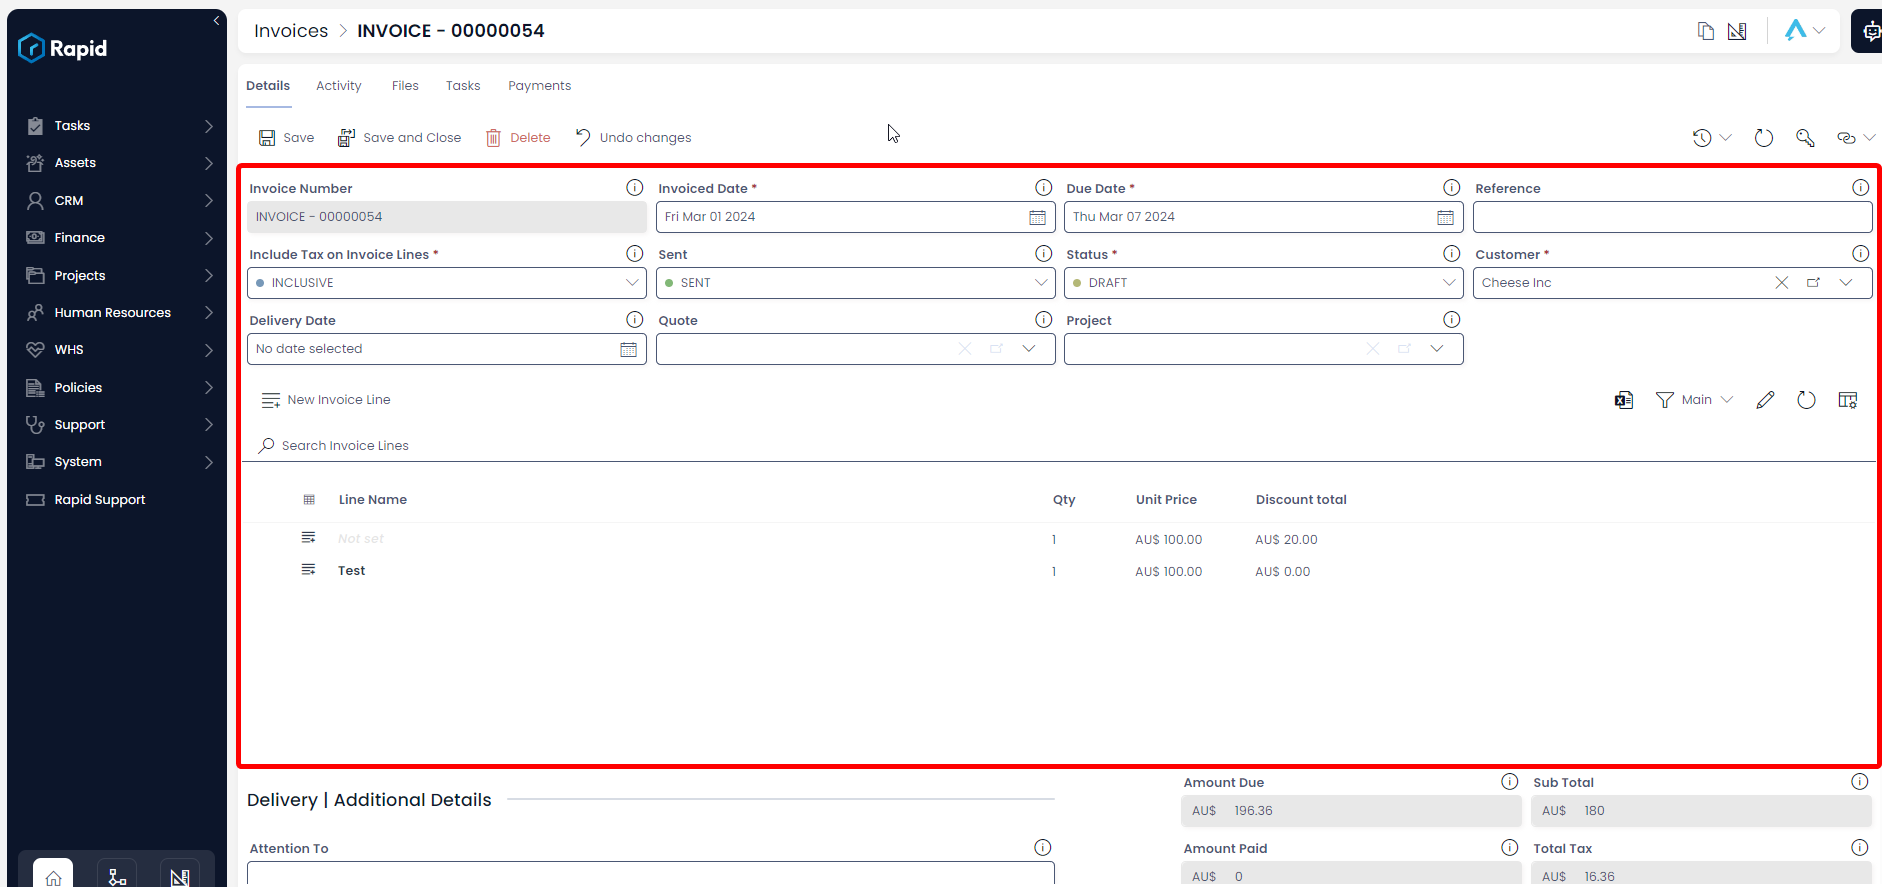 Rapid
Tasks
Assets
CRM
Finance
Projects
Human Resources
WHS
Policies
Support
System
Rapid Support
Invoices > INVOICE - 00000054
Details Activity Files Tasks Payments
Save Save and Close Delete Undo changes
Invoice Number Invoiced Date * Due Date * Reference
INVOICE - 00000054 Fri Mar 01 2024 Thu Mar 07 2024
Include Tax on Invoice Lines * Sent Status * Customer *
INCLUSIVE SENT DRAFT Cheese Inc
Delivery Date Quote Project
No date selected
New Invoice Line Main
Search Invoice Lines
Line Name Qty Unit Price Discount total
Not set 1 AU$ 100.00 AU$ 20.00
Test 1 AU$ 100.00 AU$ 0.00
Delivery | Additional Details
Amount Due Sub Total
AU$ 196.36 AU$ 180
Attention To Amount Paid Total Tax
AU$ 0 AU$ 16.36